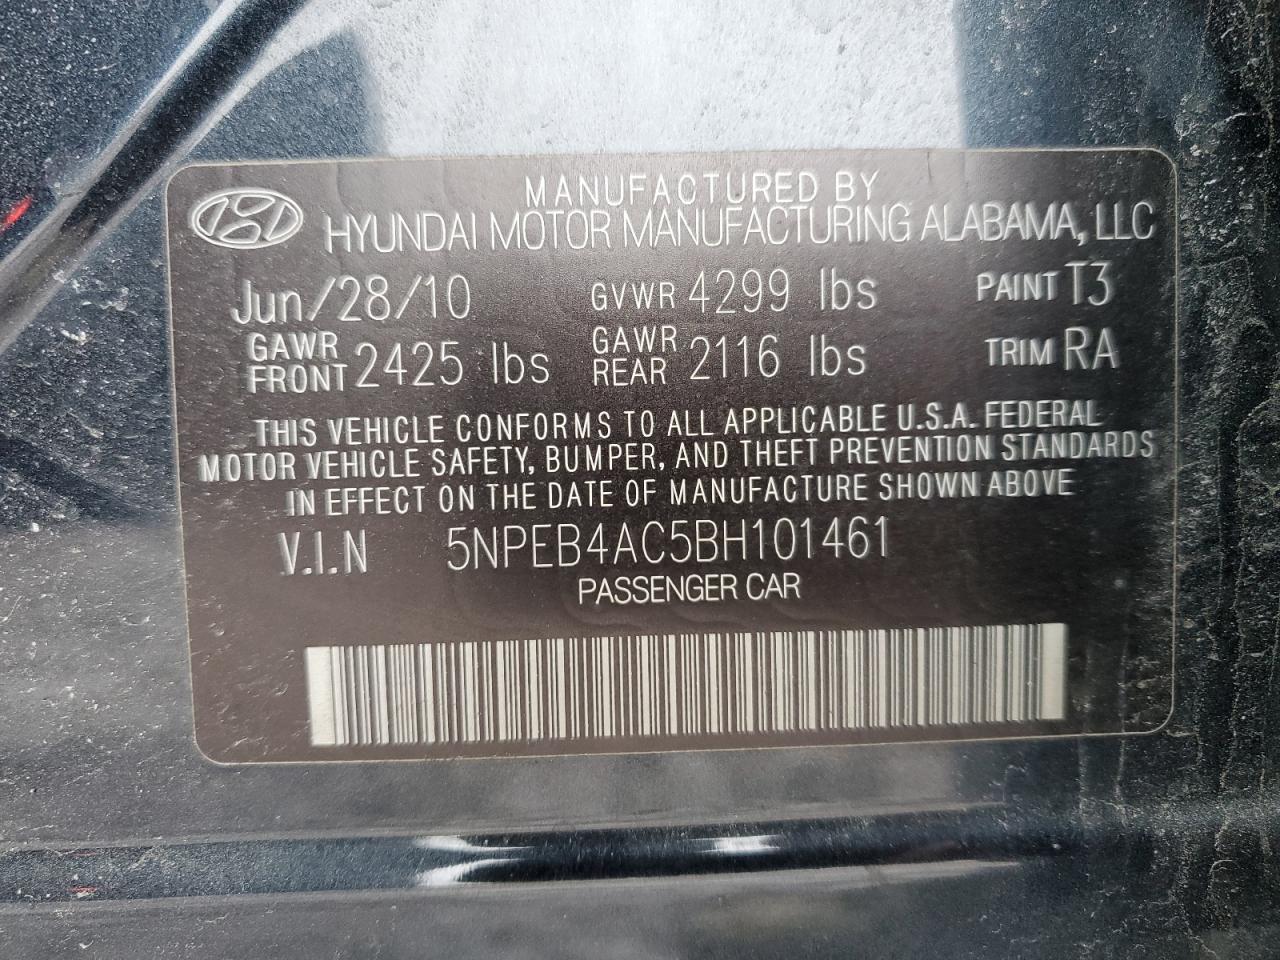 MANUFACTURED BY
HYUNDAI MOTOR MANUFACTURING ALABAMA, LLC
Jun/28/10 GVWR 4299 lbs PAINT T3
GAWR FRONT 2425 lbs GAWR REAR 2116 lbs TRIM RA
THIS VEHICLE CONFORMS TO ALL APPLICABLE U.S.A. FEDERAL
MOTOR VEHICLE SAFETY, BUMPER, AND THEFT PREVENTION STANDARDS
IN EFFECT ON THE DATE OF MANUFACTURE SHOWN ABOVE
V.I.N 5NPEB4AC5BH101461
PASSENGER CAR